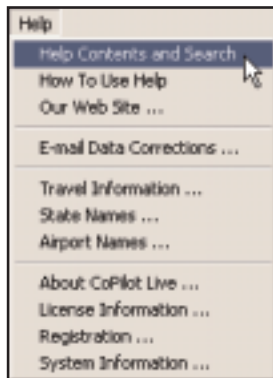 Help
Help Contents and Search
How To Use Help
Our Web Site ...
E-mail Data Corrections ...
Travel Information ...
State Names ...
Airport Names ...
About CoPilot Live ...
License Information ...
Registration ...
System Information ...